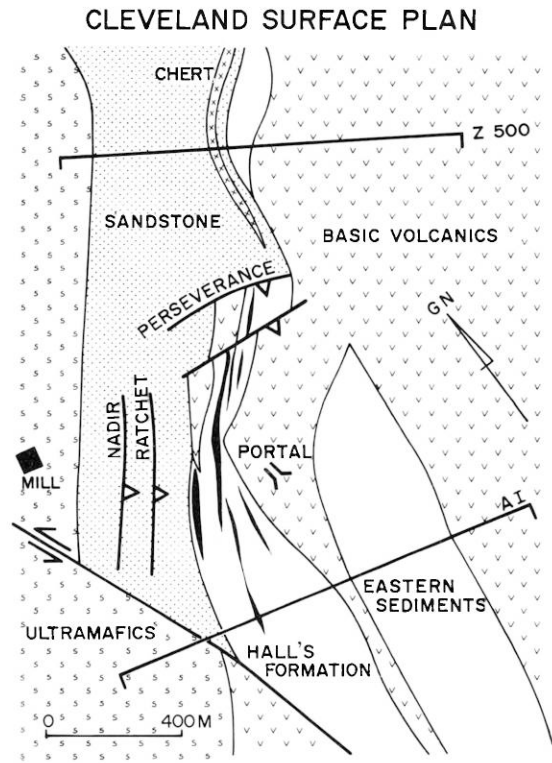 CLEVELAND SURFACE PLAN
CHERT
Z 500
SANDSTONE
BASIC VOLCANICS
PERSEVERANCE
GN
NADIR
RATCHET
PORTAL
MILL
A I
EASTERN
SEDIMENTS
ULTRAMAFICS
HALL'S
FORMATION
0 400M